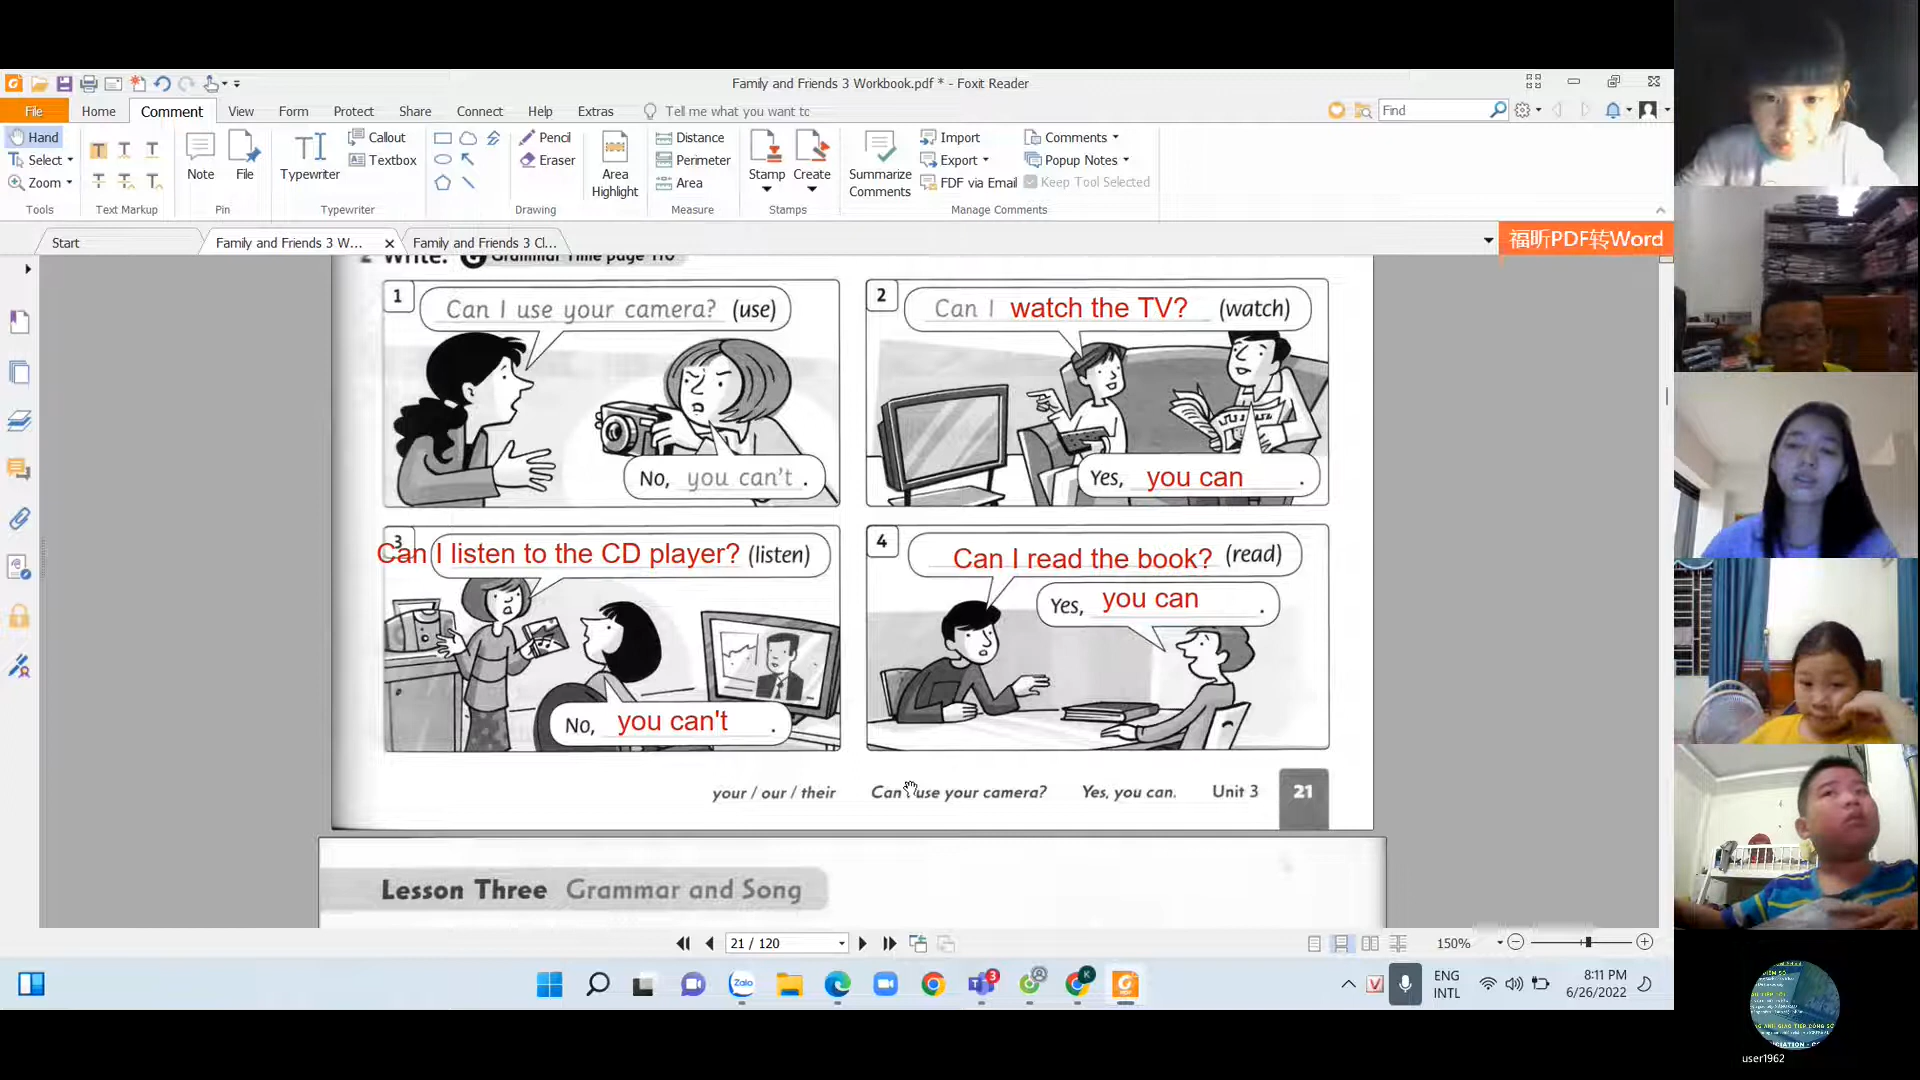 Family and Friends 3 Workbook.pdf * - Foxit Reader
File Home Comment View Form Protect Share Connect Help Extras Tell me what you want to Find
Hand
Select
Zoom
Tools
Text Markup
Note
File
Pin
Typewriter
Callout
Textbox
Typewriter
Pencil
Eraser
Drawing
Area
Highlight
Distance
Perimeter
Area
Measure
Stamp
Create
Stamps
Summarize
Comments
Import
Export
FDF via Email
Comments
Popup Notes
Keep Tool Selected
Manage Comments
Start
Family and Friends 3 W...
Family and Friends 3 Cl...
福昕PDF转Word
2 Write. Grammar Time page 110
1
Can I use your camera? (use)
No, you can't .
2
Can I watch the TV? (watch)
Yes, you can .
3
Can I listen to the CD player? (listen)
No, you can't .
4
Can I read the book? (read)
Yes, you can .
your / our / their Can I use your camera? Yes, you can. Unit 3 21
Lesson Three Grammar and Song
21 / 120
150%
Zalo
3
K
V
ENG
INTL
8:11 PM
6/26/2022
user1962